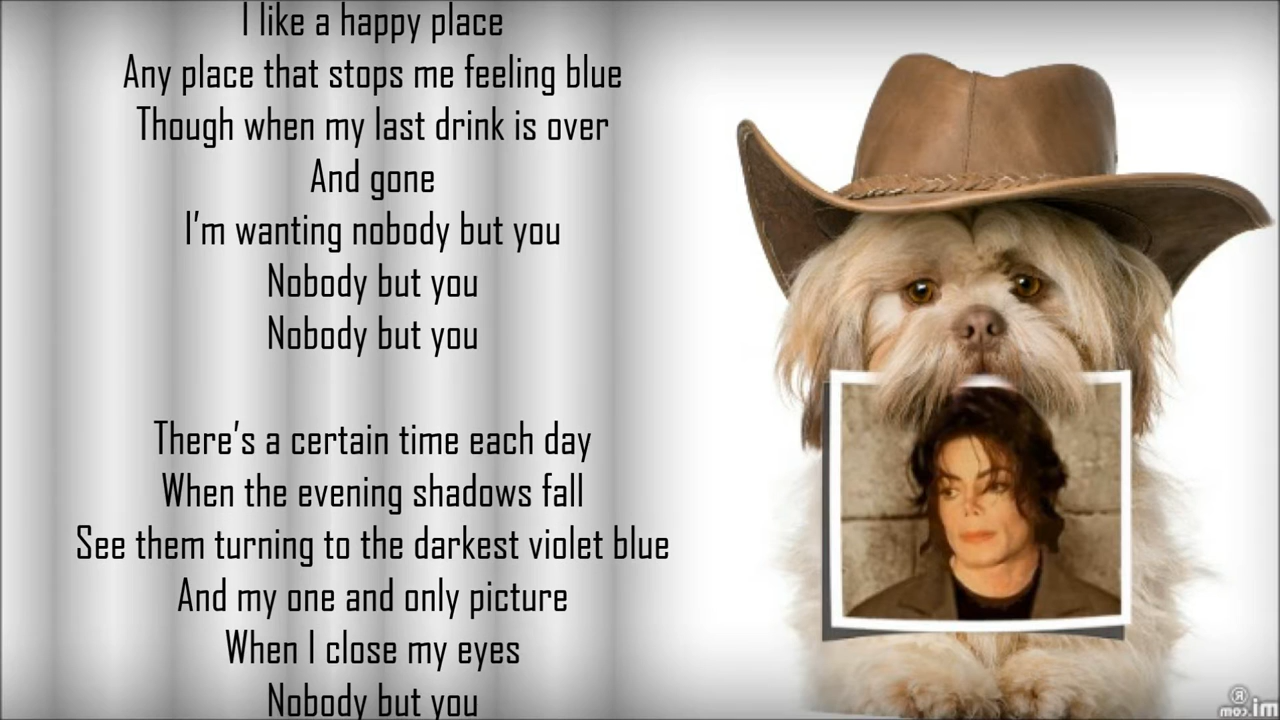 I like a happy place
Any place that stops me feeling blue
Though when my last drink is over
And gone
I'm wanting nobody but you
Nobody but you
Nobody but you
There's a certain time each day
When the evening shadows fall
See them turning to the darkest violet blue
And my one and only picture
When I close my eyes
Nobody but you